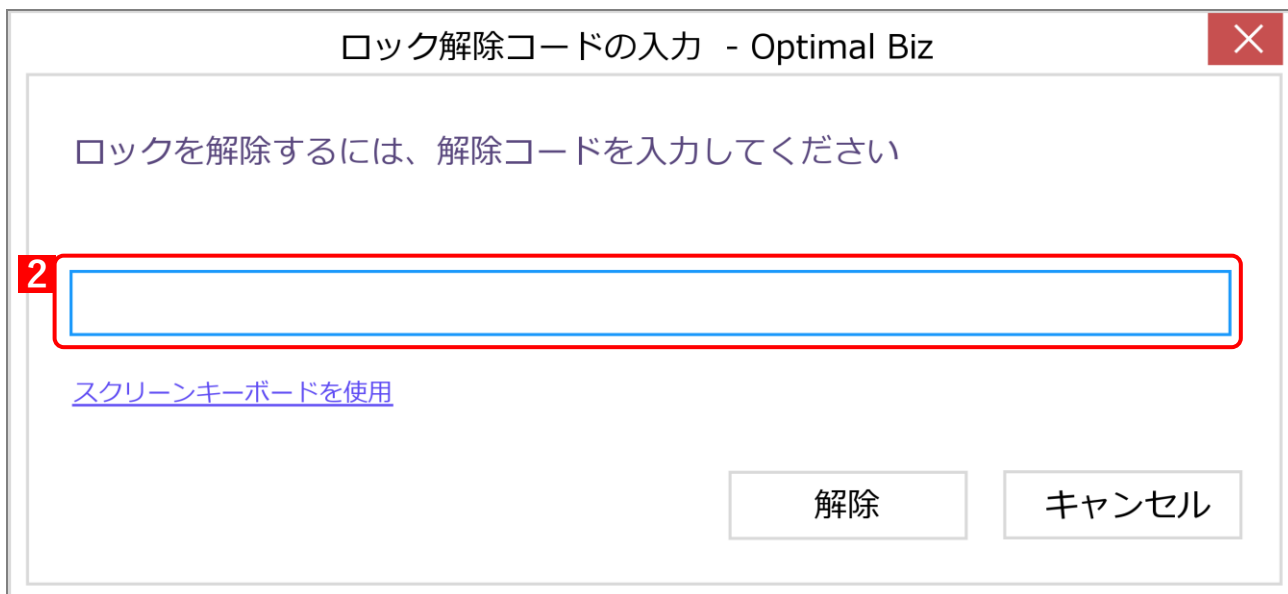 ロック解除コードの入力 - Optimal Biz
ロックを解除するには、解除コードを入力してください
2
スクリーンキーボードを使用
解除 キャンセル